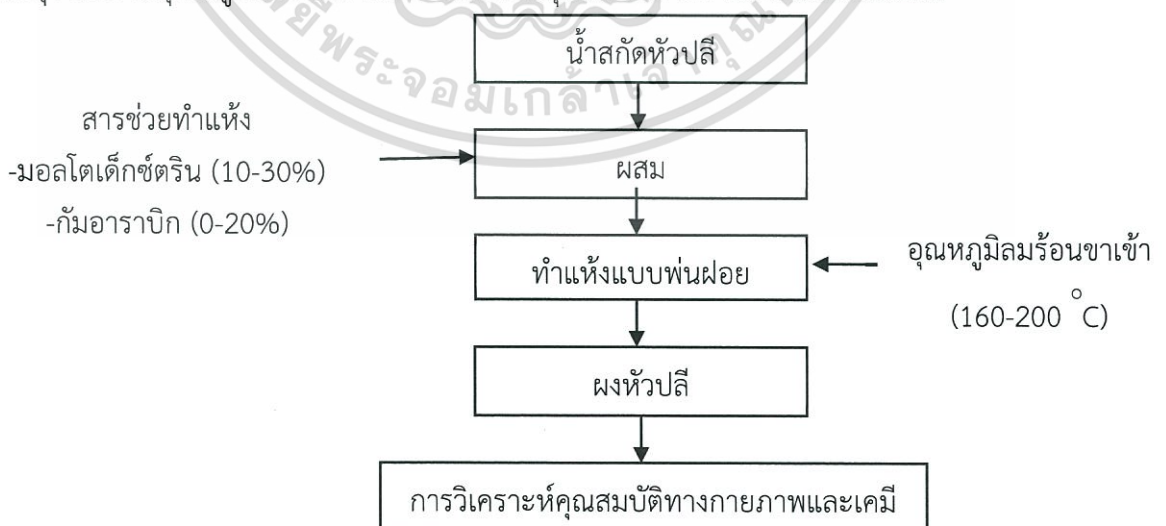 น้ำสกัดหัวปลี
สารช่วยทำแห้ง
-มอลโตเด็กซ์ตริน (10-30%)
-กัมอาราบิก (0-20%)
ผสม
ทำแห้งแบบพ่นฝอย
อุณหภูมิลมร้อนขาเข้า
(160-200 °C)
ผงหัวปลี
การวิเคราะห์คุณสมบัติทางกายภาพและเคมี